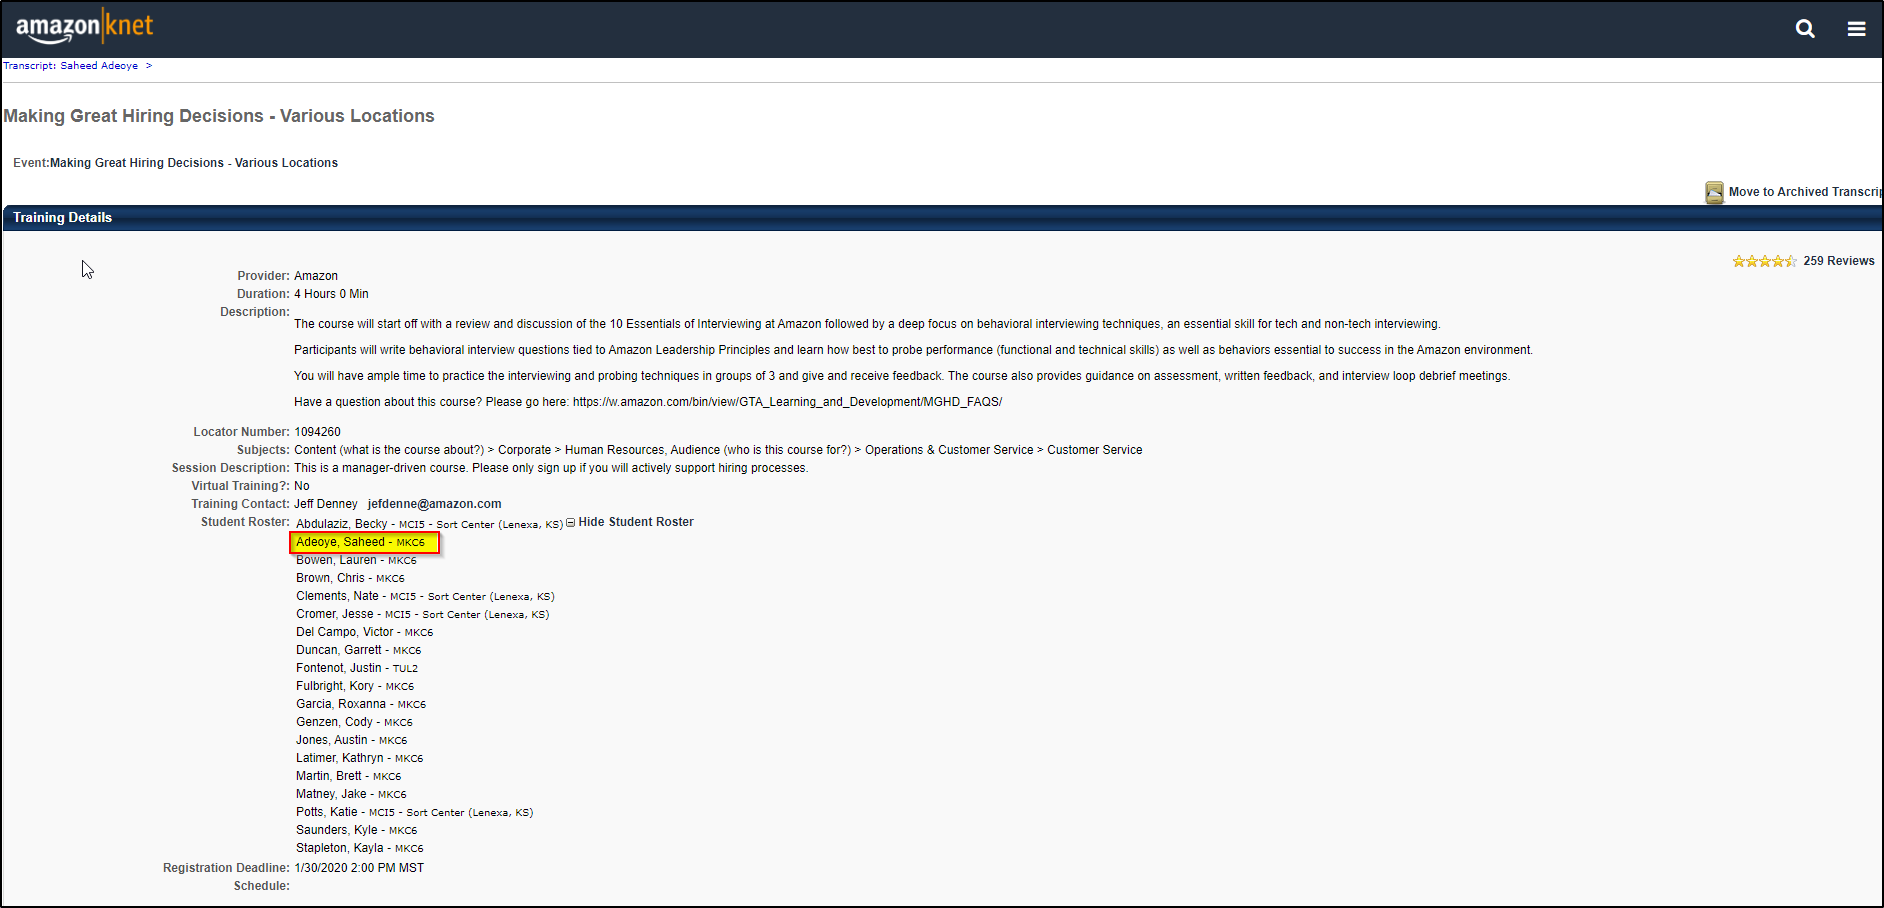 amazon|knet
Transcript: Saheed Adeoye >
Making Great Hiring Decisions - Various Locations
Event:Making Great Hiring Decisions - Various Locations
Move to Archived Transcrip
Training Details
259 Reviews
Provider: Amazon
Duration: 4 Hours 0 Min
Description:
The course will start off with a review and discussion of the 10 Essentials of Interviewing at Amazon followed by a deep focus on behavioral interviewing techniques, an essential skill for tech and non-tech interviewing.
Participants will write behavioral interview questions tied to Amazon Leadership Principles and learn how best to probe performance (functional and technical skills) as well as behaviors essential to success in the Amazon environment.
You will have ample time to practice the interviewing and probing techniques in groups of 3 and give and receive feedback. The course also provides guidance on assessment, written feedback, and interview loop debrief meetings.
Have a question about this course? Please go here: https://w.amazon.com/bin/view/GTA_Learning_and_Development/MGHD_FAQS/
Locator Number: 1094260
Subjects: Content (what is the course about?) > Corporate > Human Resources, Audience (who is this course for?) > Operations & Customer Service > Customer Service
Session Description: This is a manager-driven course. Please only sign up if you will actively support hiring processes.
Virtual Training?: No
Training Contact: Jeff Denney jefdenne@amazon.com
Student Roster: Abdulaziz, Becky - MCI5 - Sort Center (Lenexa, KS) Hide Student Roster
Adeoye, Saheed - MKC6
Bowen, Lauren - MKC6
Brown, Chris - MKC6
Clements, Nate - MCI5 - Sort Center (Lenexa, KS)
Cromer, Jesse - MCI5 - Sort Center (Lenexa, KS)
Del Campo, Victor - MKC6
Duncan, Garrett - MKC6
Fontenot, Justin - TUL2
Fulbright, Kory - MKC6
Garcia, Roxanna - MKC6
Genzen, Cody - MKC6
Jones, Austin - MKC6
Latimer, Kathryn - MKC6
Martin, Brett - MKC6
Matney, Jake - MKC6
Potts, Katie - MCI5 - Sort Center (Lenexa, KS)
Saunders, Kyle - MKC6
Stapleton, Kayla - MKC6
Registration Deadline: 1/30/2020 2:00 PM MST
Schedule: